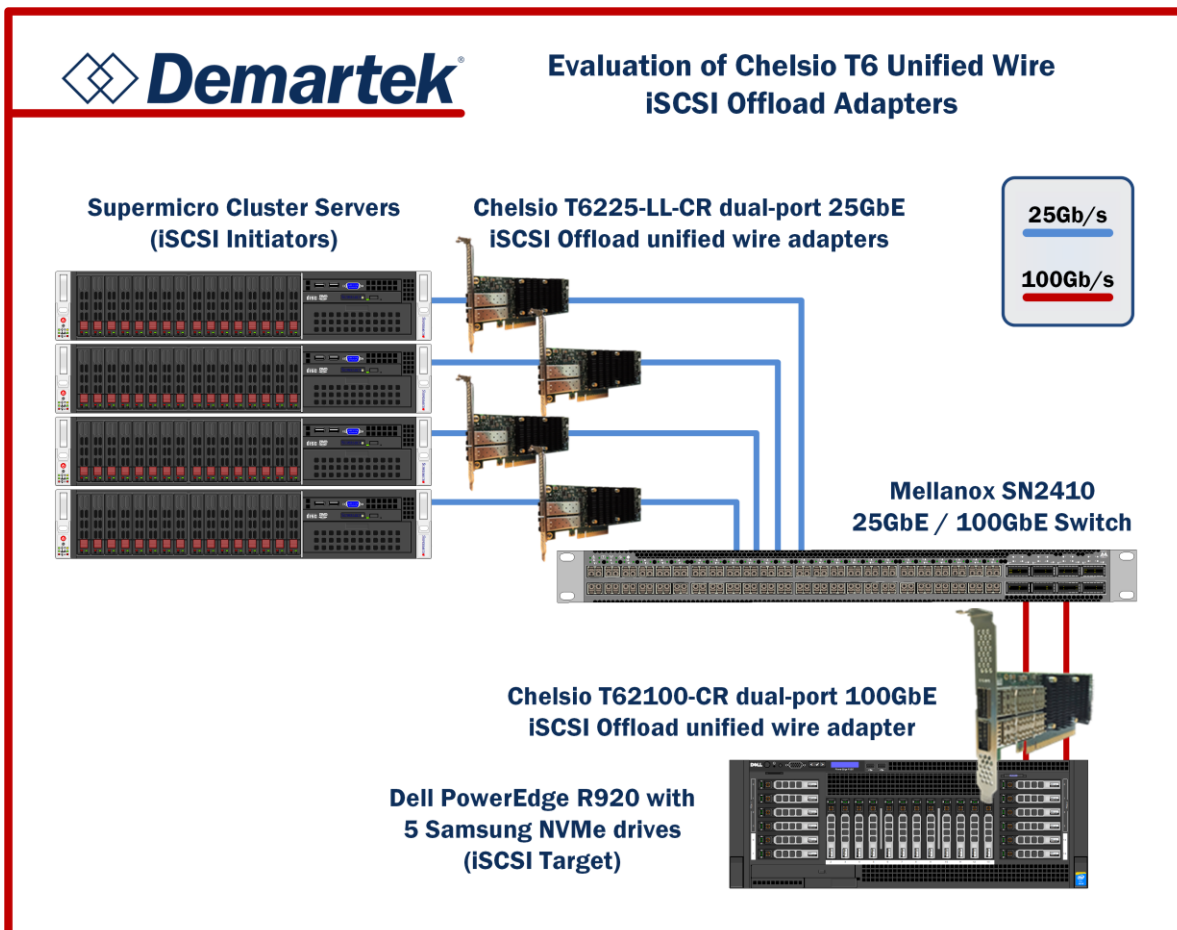 Demartek®
Evaluation of Chelsio T6 Unified Wire
iSCSI Offload Adapters
Supermicro Cluster Servers
(iSCSI Initiators)
Chelsio T6225-LL-CR dual-port 25GbE
iSCSI Offload unified wire adapters
25Gb/s
100Gb/s
Mellanox SN2410
25GbE / 100GbE Switch
Chelsio T62100-CR dual-port 100GbE
iSCSI Offload unified wire adapter
DELL
Dell PowerEdge R920 with
5 Samsung NVMe drives
(iSCSI Target)